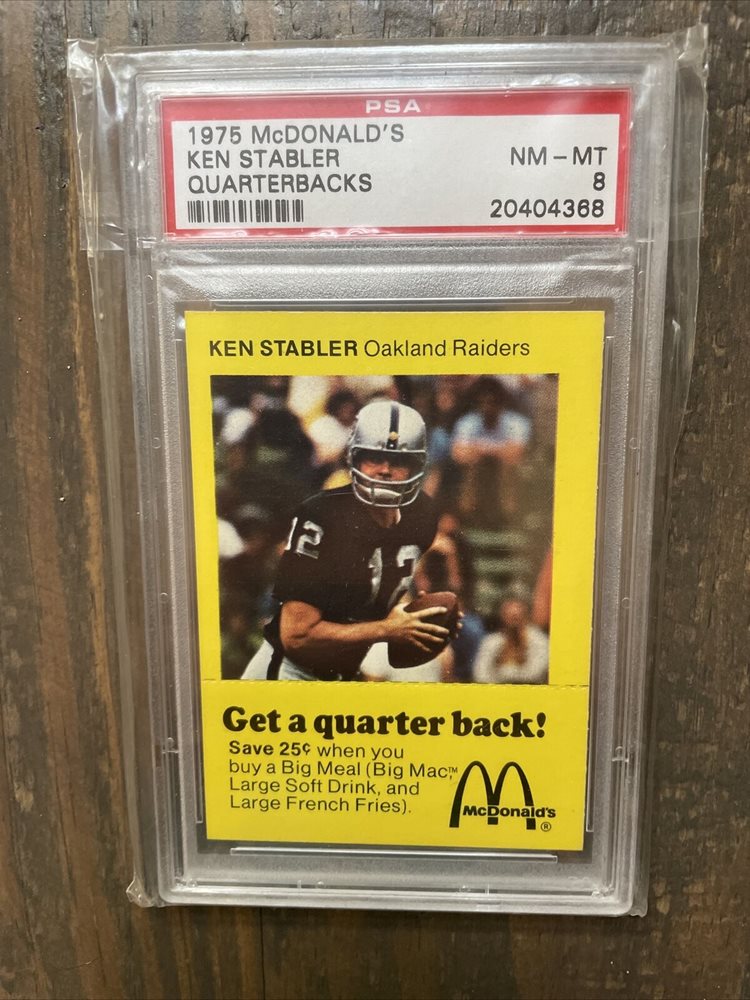 PSA
1975 McDONALD'S
KEN STABLER
QUARTERBACKS
NM - MT
8
20404368
KEN STABLER Oakland Raiders
12
12
Get a quarter back!
Save 25¢ when you
buy a Big Meal (Big Mac™,
Large Soft Drink, and
Large French Fries).
McDonald's
®